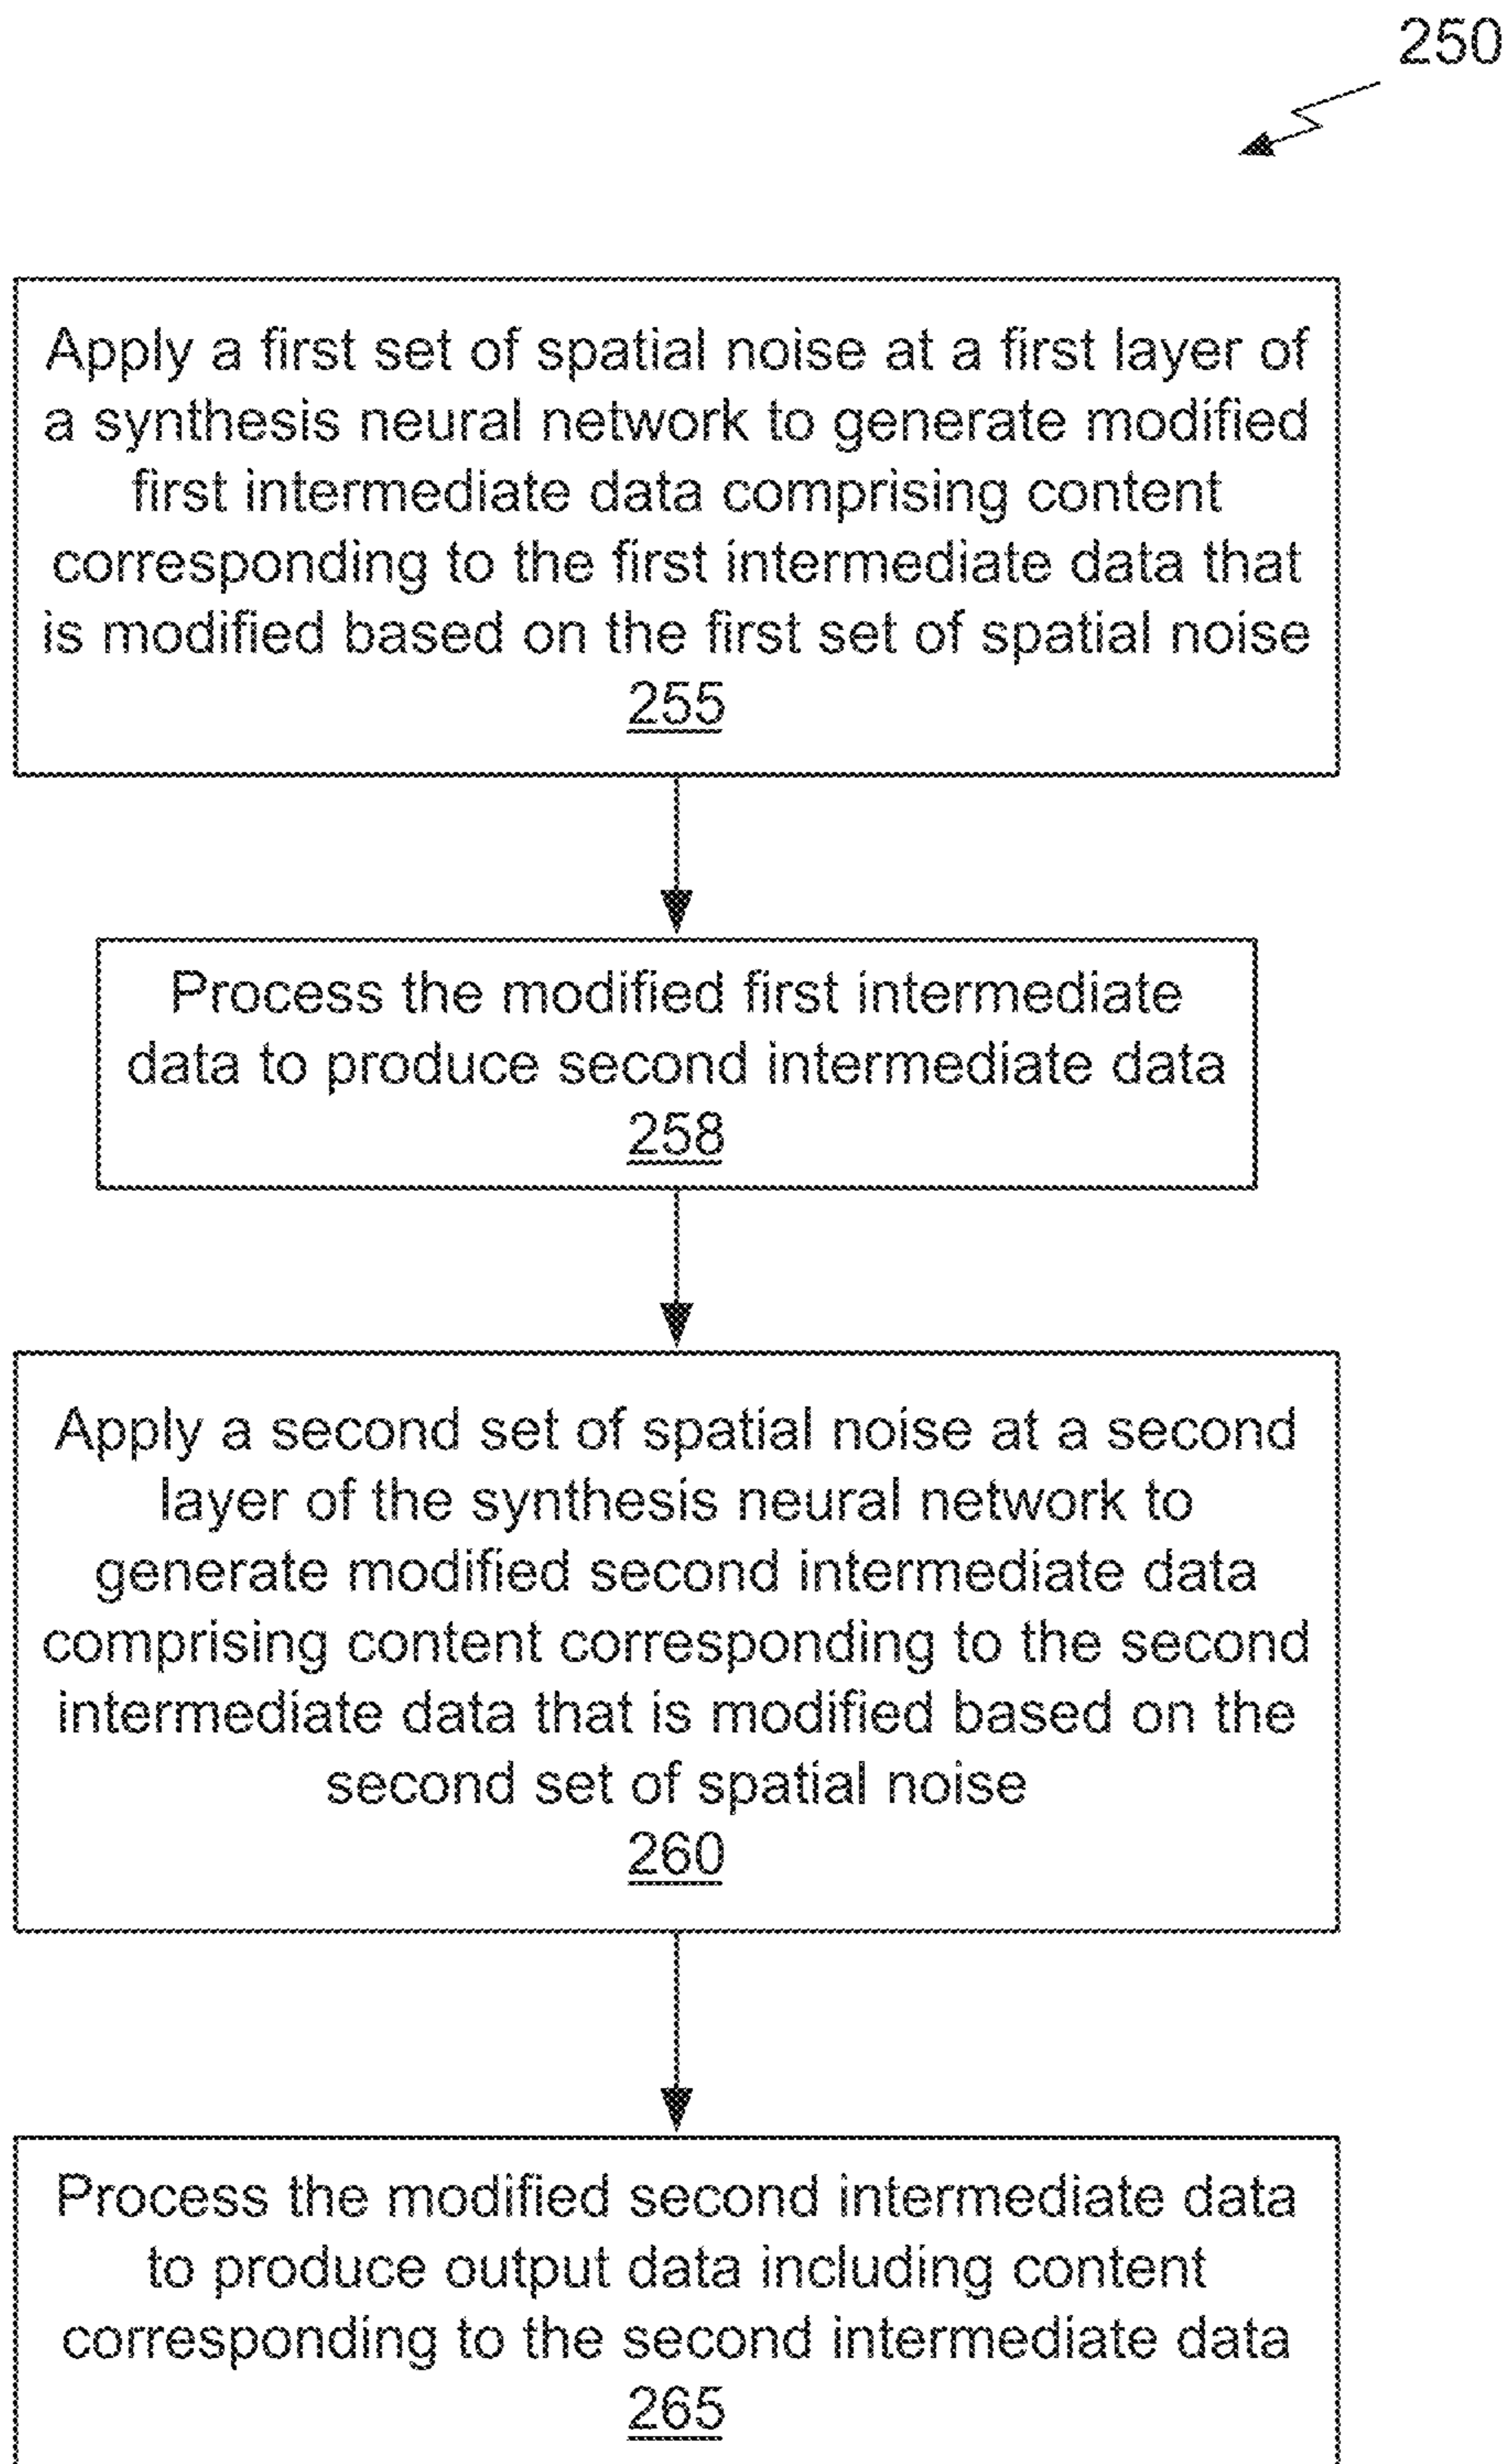 250
Apply a first set of spatial noise at a first layer of
a synthesis neural network to generate modified
first intermediate data comprising content
corresponding to the first intermediate data that
is modified based on the first set of spatial noise
255
Process the modified first intermediate
data to produce second intermediate data
258
Apply a second set of spatial noise at a second
layer of the synthesis neural network to
generate modified second intermediate data
comprising content corresponding to the second
intermediate data that is modified based on the
second set of spatial noise
260
Process the modified second intermediate data
to produce output data including content
corresponding to the second intermediate data
265